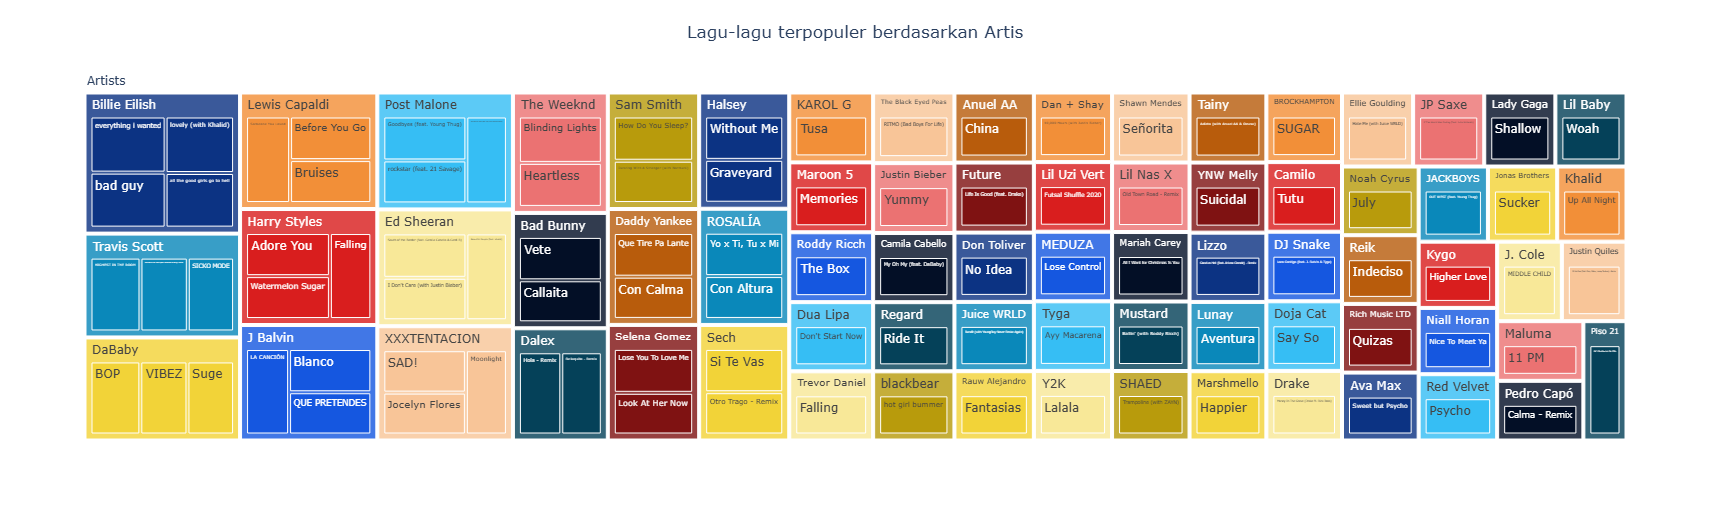 Lagu-lagu terpopuler berdasarkan Artis
Artists
Billie Eilish
everything i wanted
lovely (with Khalid)
bad guy
all the good girls go to hell
Travis Scott
HIGHEST IN THE ROOM
SICKO MODE
DaBaby
BOP
VIBEZ
Suge
Lewis Capaldi
Before You Go
Bruises
Harry Styles
Adore You
Falling
Watermelon Sugar
J Balvin
LA CANCIÓN
Blanco
QUE PRETENDES
Post Malone
Goodbyes (feat. Young Thug)
rockstar (feat. 21 Savage)
Ed Sheeran
I Don't Care (with Justin Bieber)
XXXTENTACION
SAD!
Moonlight
Jocelyn Flores
The Weeknd
Blinding Lights
Heartless
Bad Bunny
Vete
Callaita
Dalex
Hola - Remix
Sam Smith
How Do You Sleep?
Daddy Yankee
Que Tire Pa Lante
Con Calma
Selena Gomez
Lose You To Love Me
Look At Her Now
Halsey
Without Me
Graveyard
ROSALÍA
Yo x Ti, Tu x Mi
Con Altura
Sech
Si Te Vas
Otro Trago - Remix
KAROL G
Tusa
The Black Eyed Peas
RITMO (Bad Boys For Life)
Anuel AA
China
Dan + Shay
Shawn Mendes
Señorita
Tainy
BROCKHAMPTON
SUGAR
Ellie Goulding
JP Saxe
Lady Gaga
Shallow
Lil Baby
Woah
Maroon 5
Memories
Justin Bieber
Yummy
Future
Life Is Good (feat. Drake)
Lil Uzi Vert
Futsal Shuffle 2020
Lil Nas X
Old Town Road - Remix
YNW Melly
Suicidal
Camilo
Tutu
Noah Cyrus
July
JACKBOYS
OUT WEST (feat. Young Thug)
Jonas Brothers
Sucker
Khalid
Up All Night
Roddy Ricch
The Box
Camila Cabello
My Oh My (feat. DaBaby)
Don Toliver
No Idea
MEDUZA
Lose Control
Mariah Carey
All I Want for Christmas Is You
Lizzo
DJ Snake
Reik
Indeciso
Kygo
Higher Love
J. Cole
MIDDLE CHILD
Justin Quiles
Dua Lipa
Don't Start Now
Regard
Ride It
Juice WRLD
Tyga
Ayy Macarena
Mustard
Ballin' (with Roddy Ricch)
Lunay
Aventura
Doja Cat
Say So
Rich Music LTD
Quizas
Niall Horan
Nice To Meet Ya
Maluma
11 PM
Piso 21
Trevor Daniel
Falling
blackbear
hot girl bummer
Rauw Alejandro
Fantasias
Y2K
Lalala
SHAED
Trampoline (with ZAYN)
Marshmello
Happier
Drake
Ava Max
Sweet but Psycho
Red Velvet
Psycho
Pedro Capó
Calma - Remix